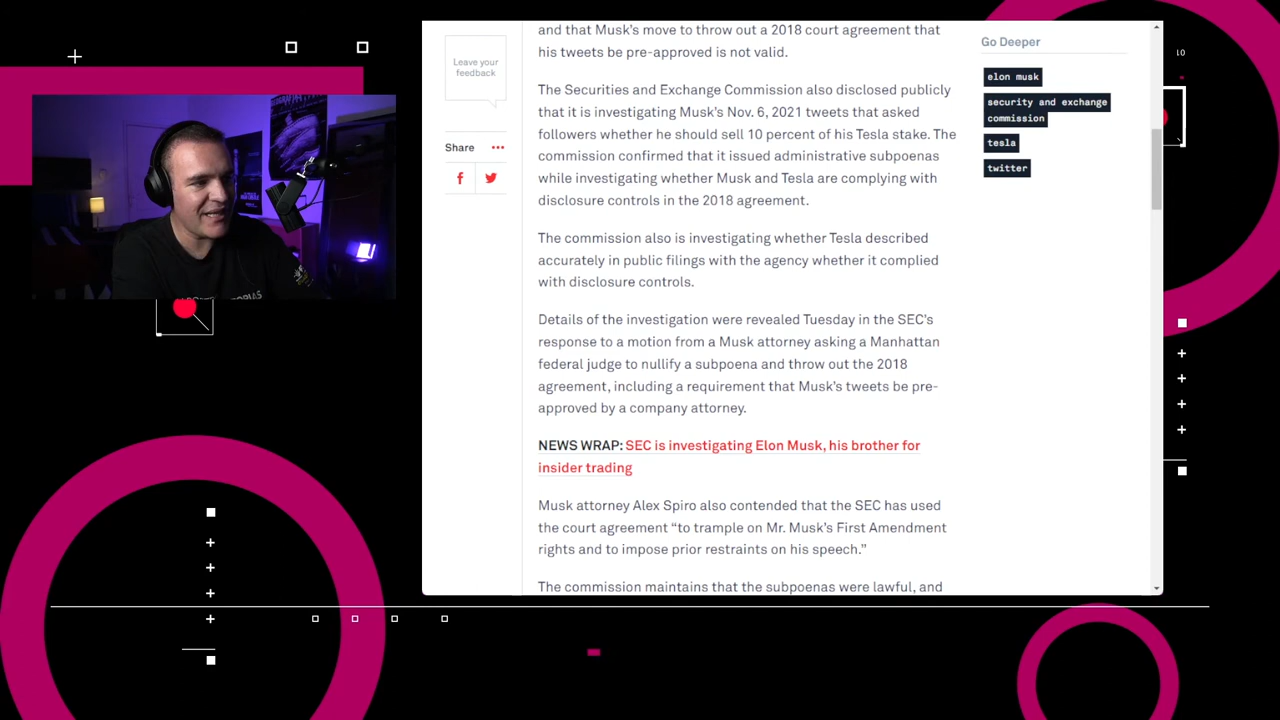 and that Musk's move to throw out a 2018 court agreement that
his tweets be pre-approved is not valid.
Leave your
feedback
Share
The Securities and Exchange Commission also disclosed publicly
that it is investigating Musk's Nov. 6, 2021 tweets that asked
followers whether he should sell 10 percent of his Tesla stake. The
commission confirmed that it issued administrative subpoenas
while investigating whether Musk and Tesla are complying with
disclosure controls in the 2018 agreement.
The commission also is investigating whether Tesla described
accurately in public filings with the agency whether it complied
with disclosure controls.
Details of the investigation were revealed Tuesday in the SEC's
response to a motion from a Musk attorney asking a Manhattan
federal judge to nullify a subpoena and throw out the 2018
agreement, including a requirement that Musk's tweets be pre-
approved by a company attorney.
NEWS WRAP: SEC is investigating Elon Musk, his brother for
insider trading
Musk attorney Alex Spiro also contended that the SEC has used
the court agreement “to trample on Mr. Musk's First Amendment
rights and to impose prior restraints on his speech.”
The commission maintains that the subpoenas were lawful, and
Go Deeper
elon musk
security and exchange
commission
tesla
twitter